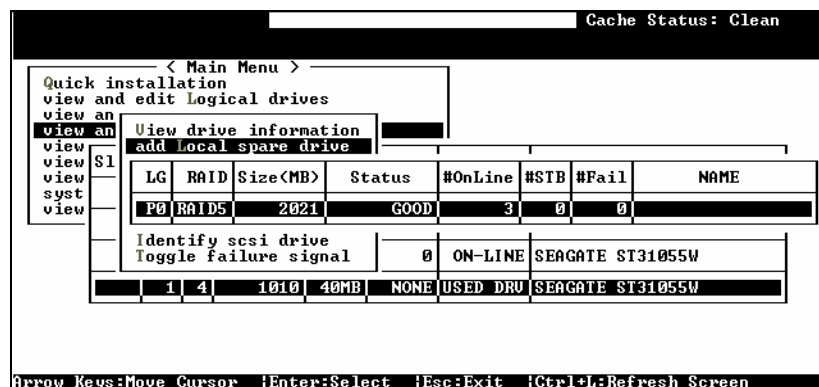 Cache Status: Clean
< Main Menu >
Quick installation
view and edit Logical drives
view an
view an
View drive information
view
add Local spare drive
view Sl
view
LG RAID Size(MB) Status #OnLine #STB #Fail NAME
syst
view
P0 RAID5 2021 GOOD 3 0 0
Identify scsi drive
Toggle failure signal
0 ON-LINE SEAGATE ST31055W
1 4 1010 40MB NONE USED DRV SEAGATE ST31055W
Arrow Keys:Move Cursor |Enter:Select |Esc:Exit |Ctrl+L:Refresh Screen